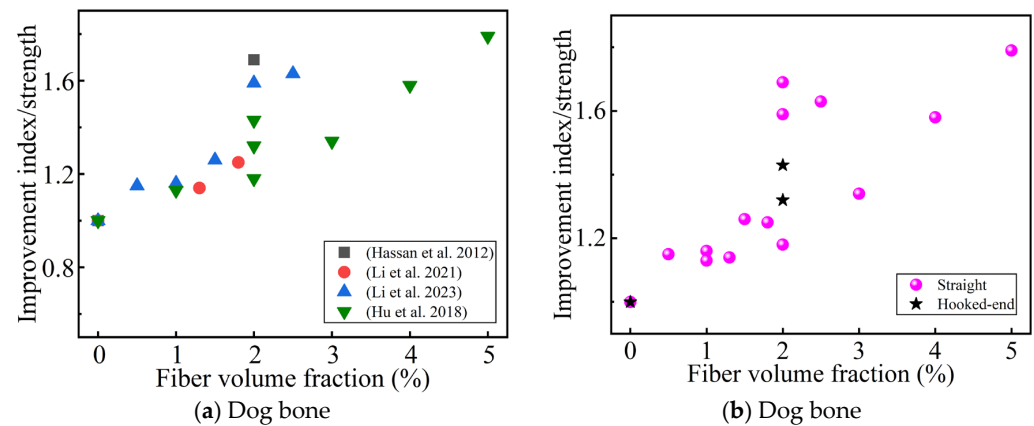 Improvement index/strength
1.6
1.2
0.8
(Hassan et al. 2012)
(Li et al. 2021)
(Li et al. 2023)
(Hu et al. 2018)
0 1 2 3 4 5
Fiber volume fraction (%)
(a) Dog bone
Improvement index/strength
1.6
1.2
Straight
Hooked-end
0 1 2 3 4 5
Fiber volume fraction (%)
(b) Dog bone